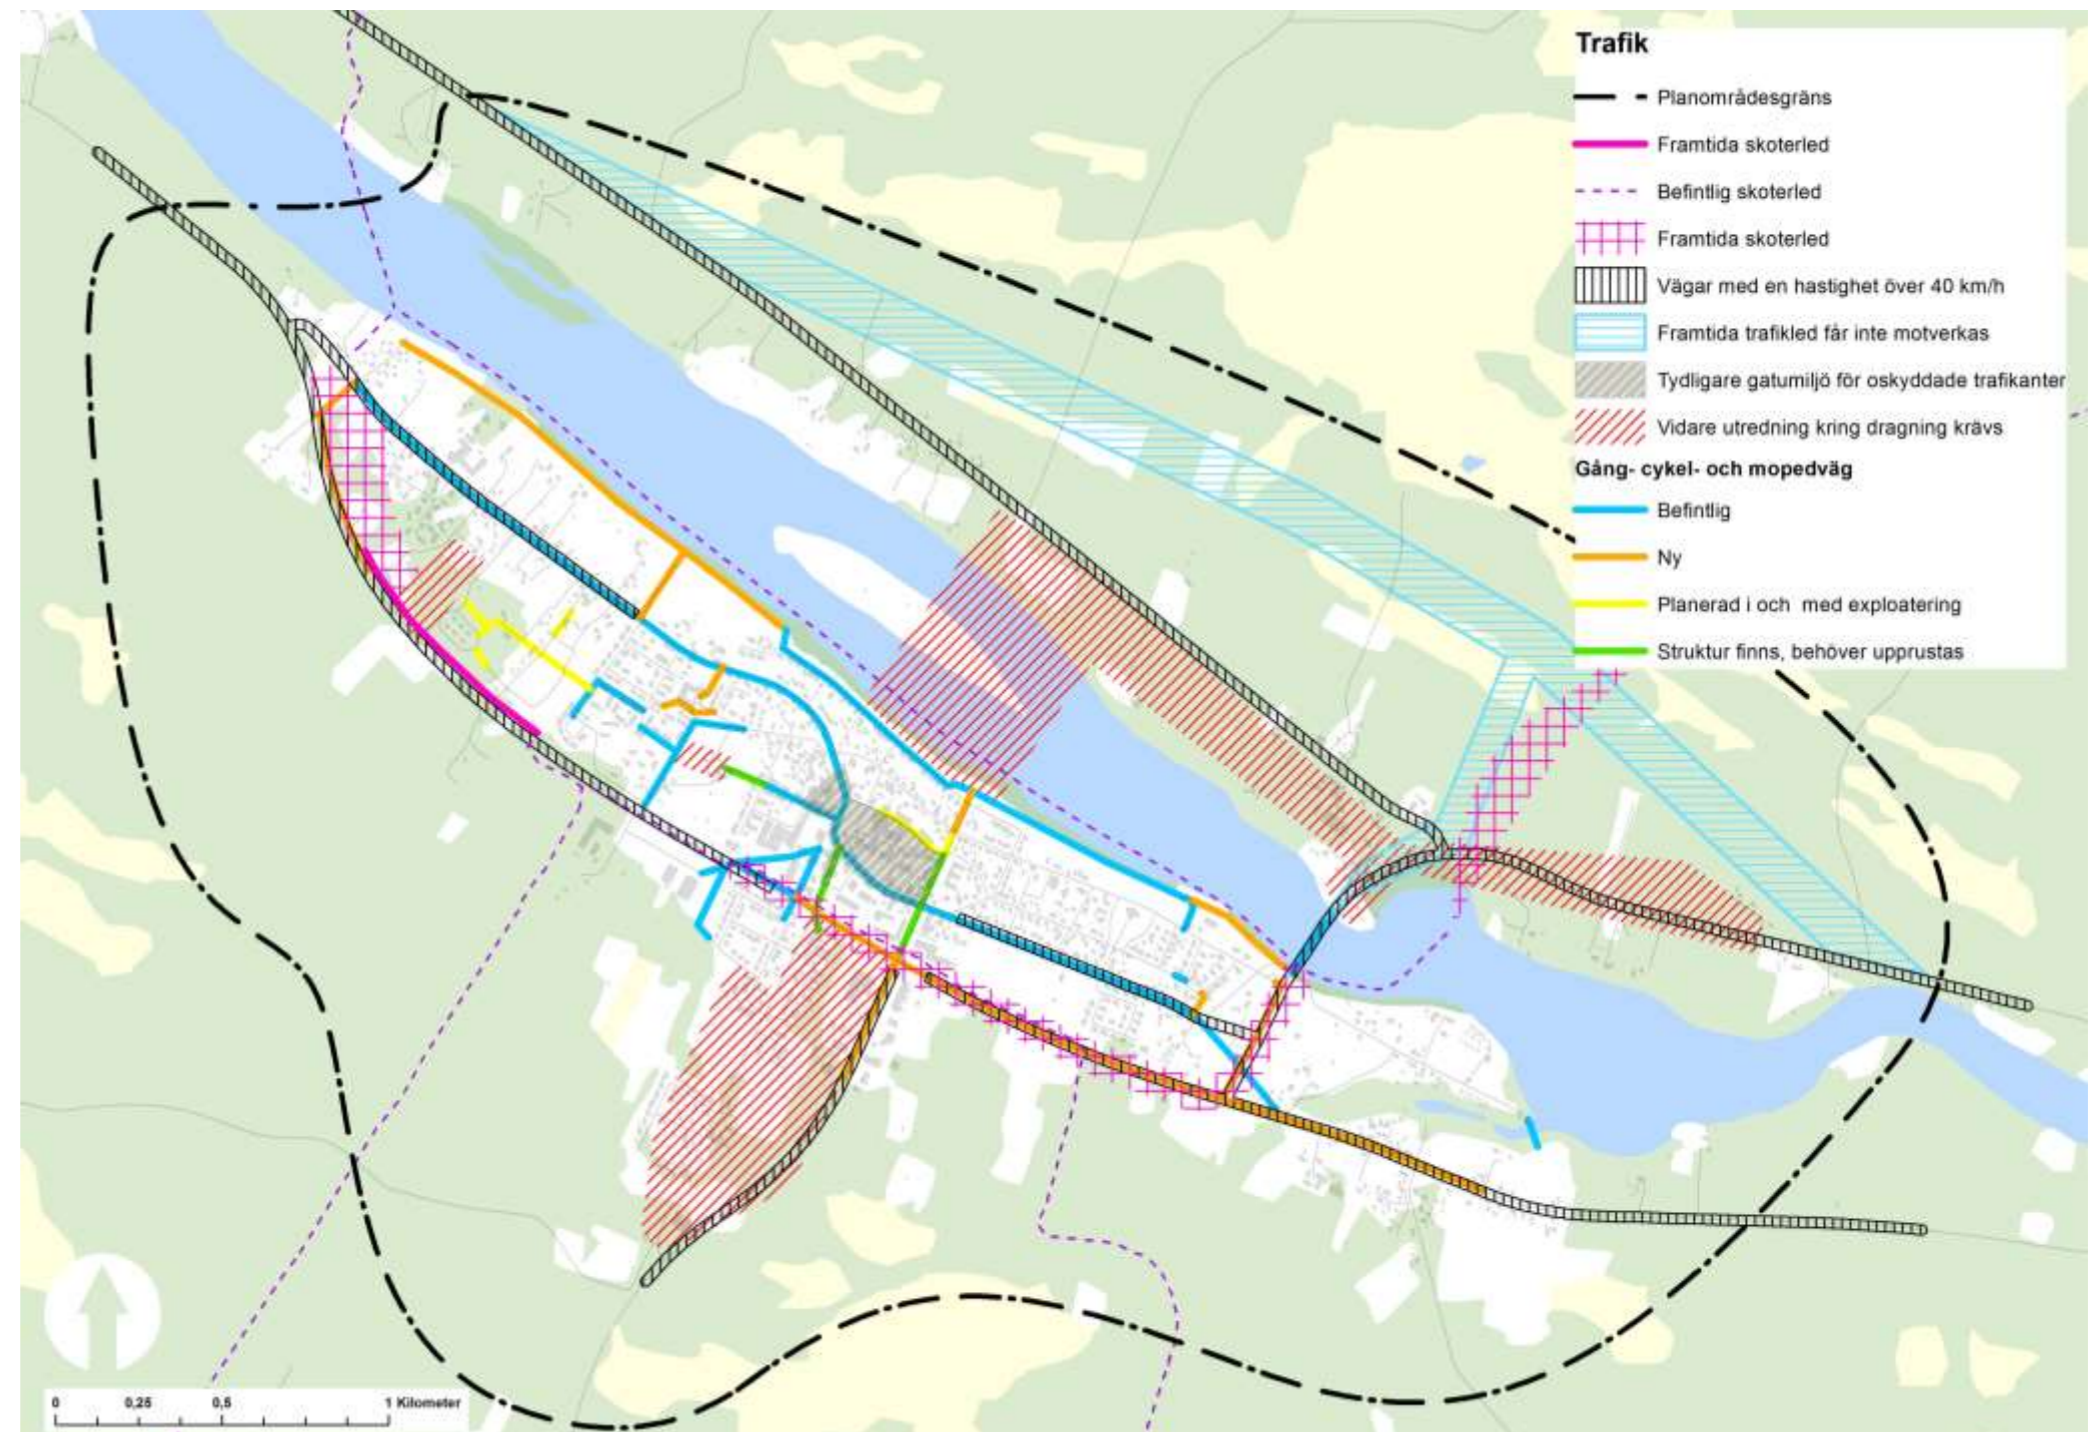 Trafik
Planområdesgräns
Framtida skoterled
Befintlig skoterled
Framtida skoterled
Vägar med en hastighet över 40 km/h
Framtida trafikled får inte motverkas
Tydligare gatumiljö för oskyddade trafikanter
Vidare utredning kring dragning krävs
Gång- cykel- och mopedväg
Befintlig
Ny
Planerad i och med exploatering
Struktur finns, behöver upprustas
0 0,25 0,5 1 Kilometer